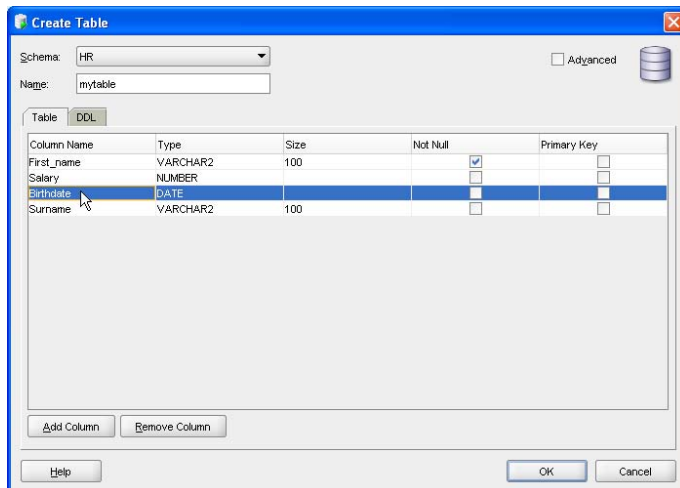 Create Table
Schema: HR Advanced
Name: mytable
Table DDL
Column Name Type Size Not Null Primary Key
First_name VARCHAR2 100
Salary NUMBER
Birthdate DATE
Surname VARCHAR2 100
Add Column Remove Column
Help OK Cancel